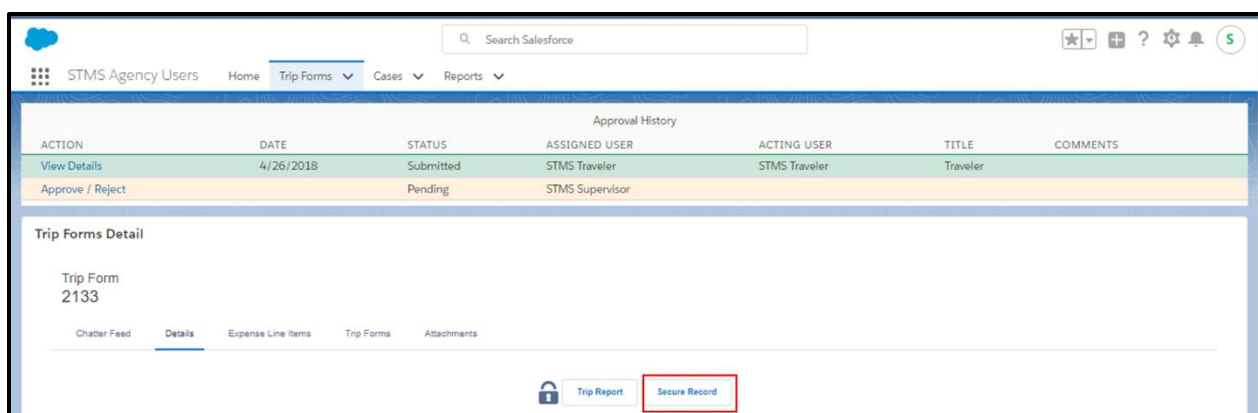 Search Salesforce
S
STMS Agency Users Home Trip Forms Cases Reports
Approval History
ACTION DATE STATUS ASSIGNED USER ACTING USER TITLE COMMENTS
View Details 4/26/2018 Submitted STMS Traveler STMS Traveler Traveler
Approve / Reject Pending STMS Supervisor
Trip Forms Detail
Trip Form
2133
Chatter Feed Details Expense Line Items Trip Forms Attachments
Trip Report Secure Record